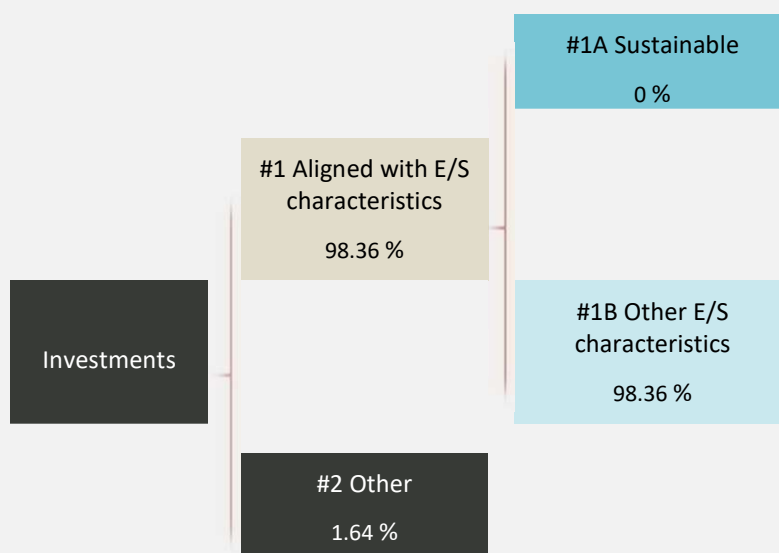 #1A Sustainable
0 %
#1 Aligned with E/S
characteristics
98.36 %
Investments
#1B Other E/S
characteristics
98.36 %
#2 Other
1.64 %